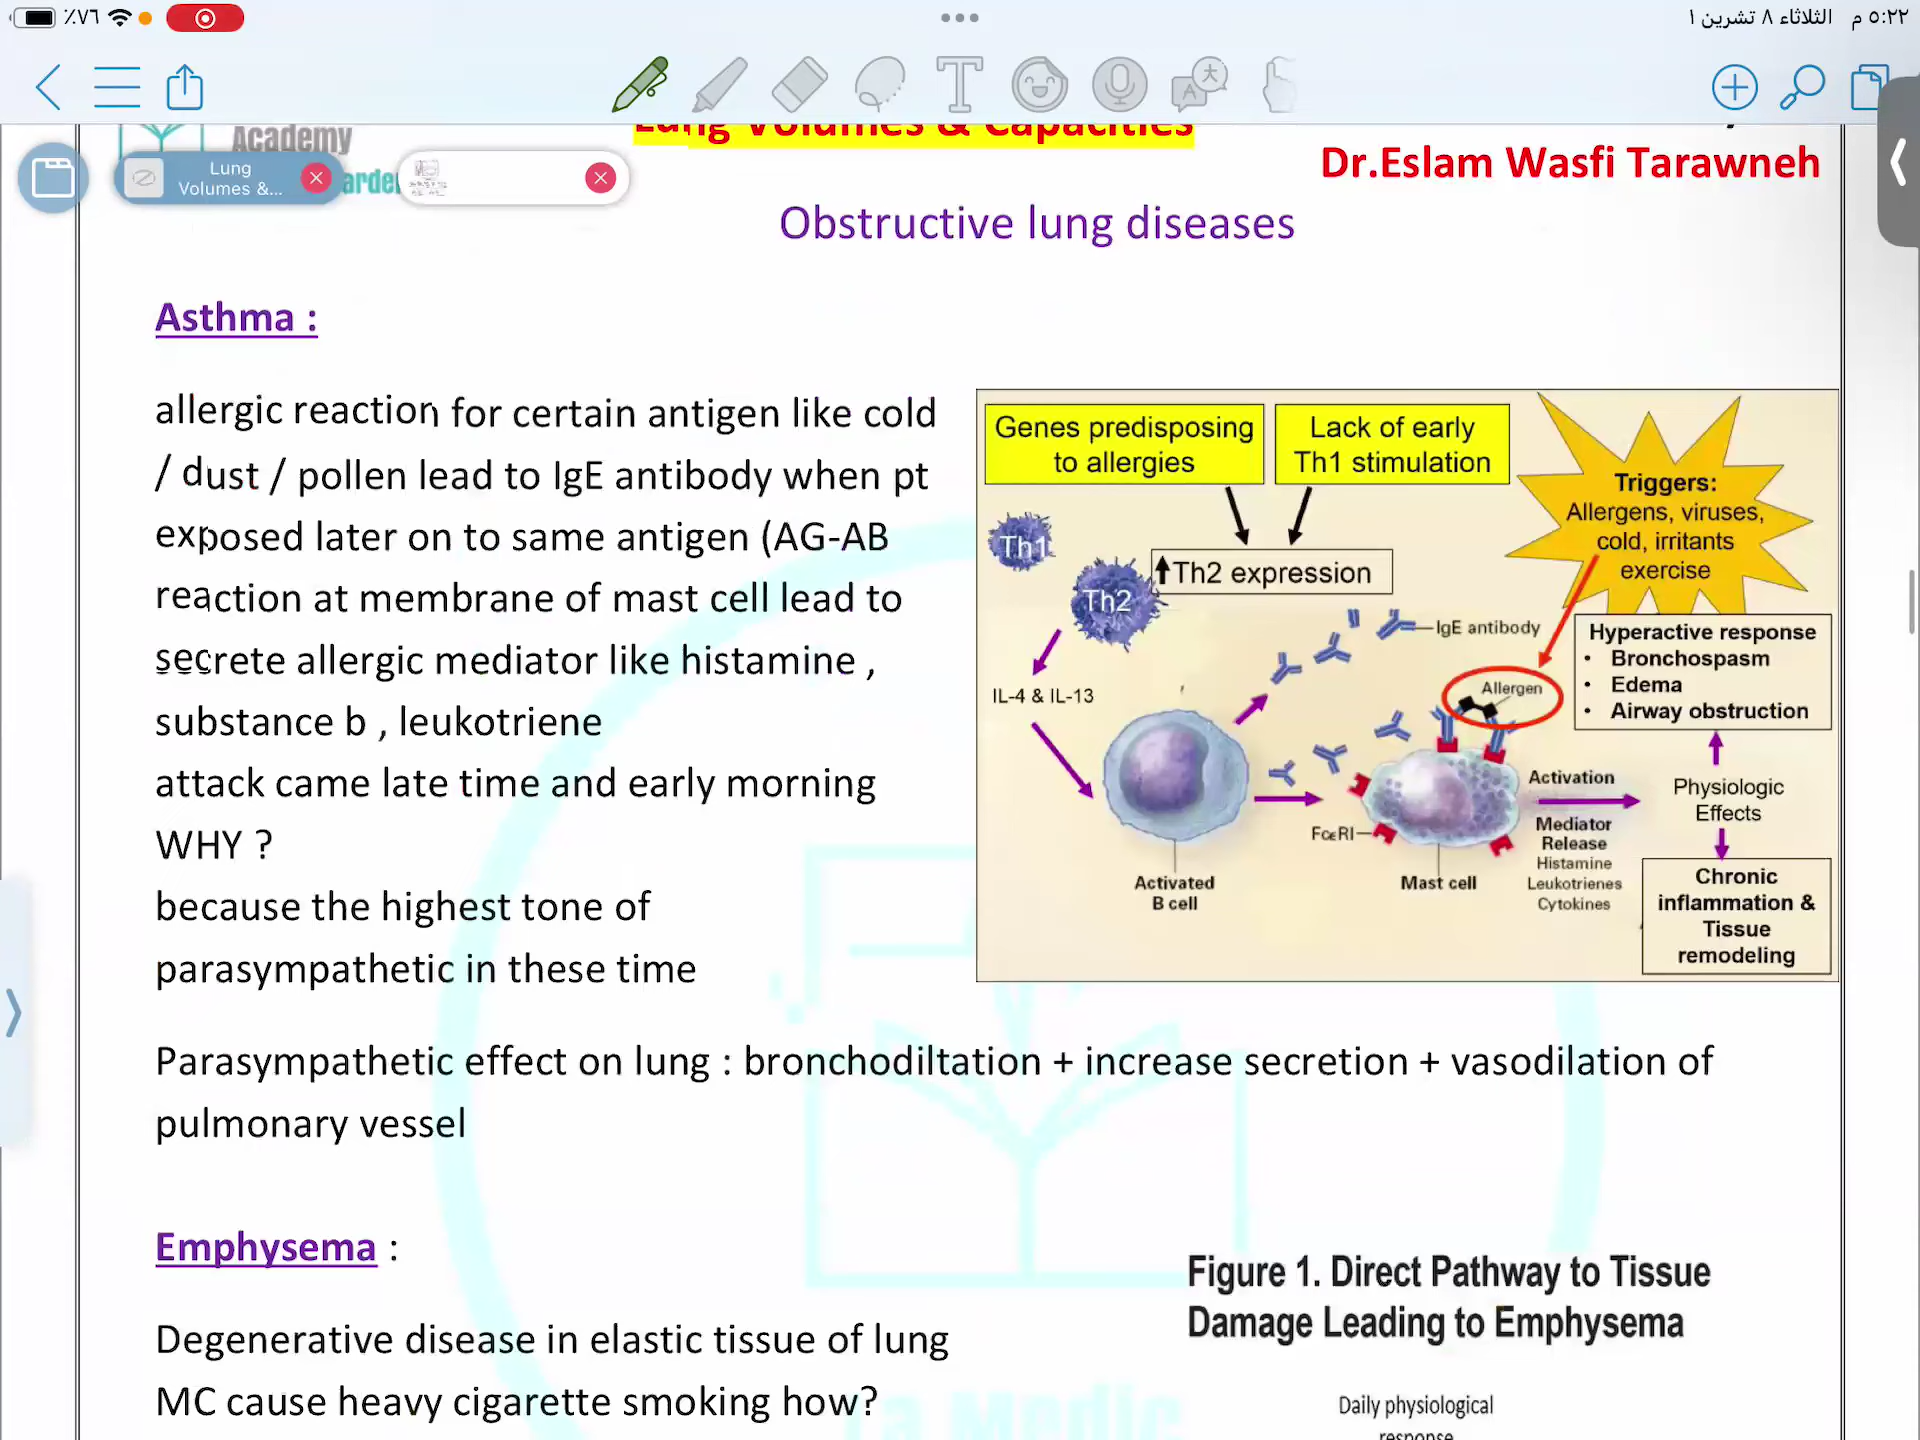 ٪٧٦
٥:٢٢ م الثلاثاء ٨ تشرين ١
Academy
Lung Volumes & Capacities
Dr.Eslam Wasfi Tarawneh
Lung
Volumes &...
Obstructive lung diseases
Asthma :
allergic reaction for certain antigen like cold
/ dust / pollen lead to IgE antibody when pt
exposed later on to same antigen (AG-AB
reaction at membrane of mast cell lead to
secrete allergic mediator like histamine ,
substance b , leukotriene
attack came late time and early morning
WHY ?
because the highest tone of
parasympathetic in these time
Genes predisposing
to allergies
Lack of early
Th1 stimulation
Triggers:
Allergens, viruses,
cold, irritants
exercise
Th1
Th2
Th2 expression
IgE antibody
IL-4 & IL-13
Allergen
Hyperactive response
• Bronchospasm
• Edema
• Airway obstruction
Activation
Mediator
Release
Histamine
Leukotrienes
Cytokines
Physiologic
Effects
FcεRI
Activated
B cell
Mast cell
Chronic
inflammation &
Tissue
remodeling
Parasympathetic effect on lung : bronchodiltation + increase secretion + vasodilation of
pulmonary vessel
Emphysema :
Degenerative disease in elastic tissue of lung
MC cause heavy cigarette smoking how?
Figure 1. Direct Pathway to Tissue
Damage Leading to Emphysema
Daily physiological
response